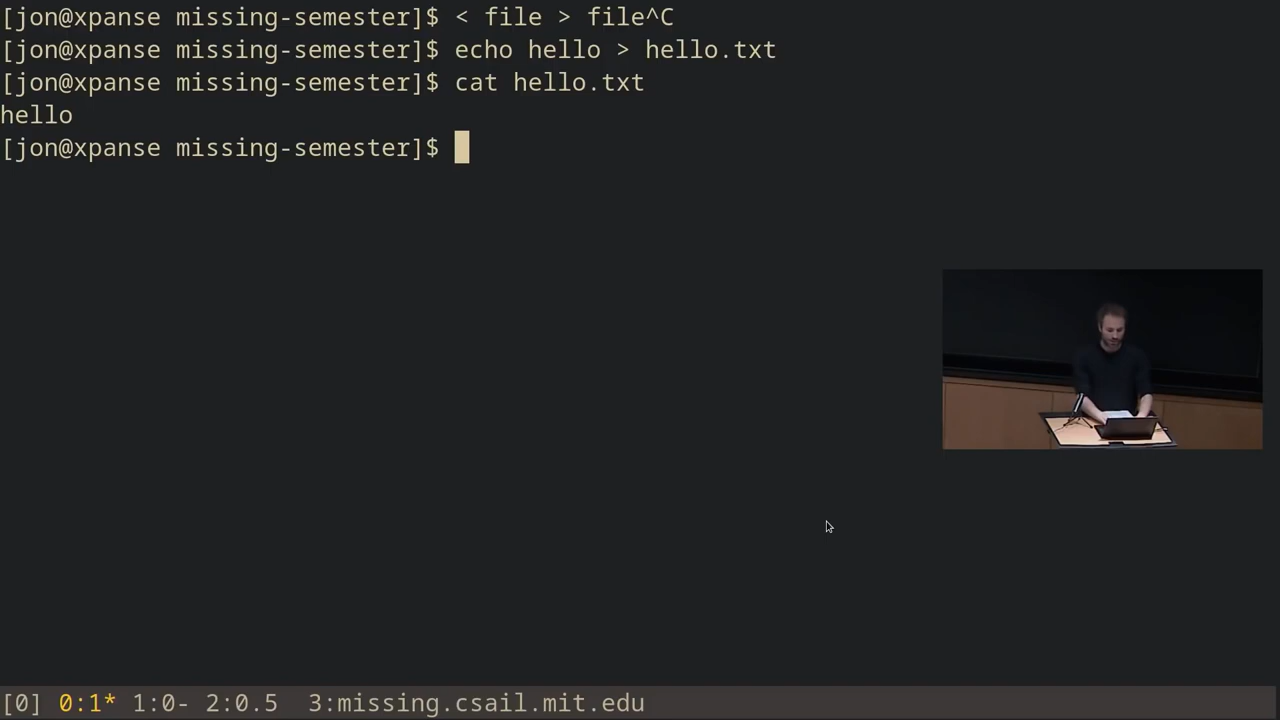 [jon@xpanse missing-semester]$ < file > file^C
[jon@xpanse missing-semester]$ echo hello > hello.txt
[jon@xpanse missing-semester]$ cat hello.txt
hello
[jon@xpanse missing-semester]$
[0] 0:1* 1:0- 2:0.5  3:missing.csail.mit.edu